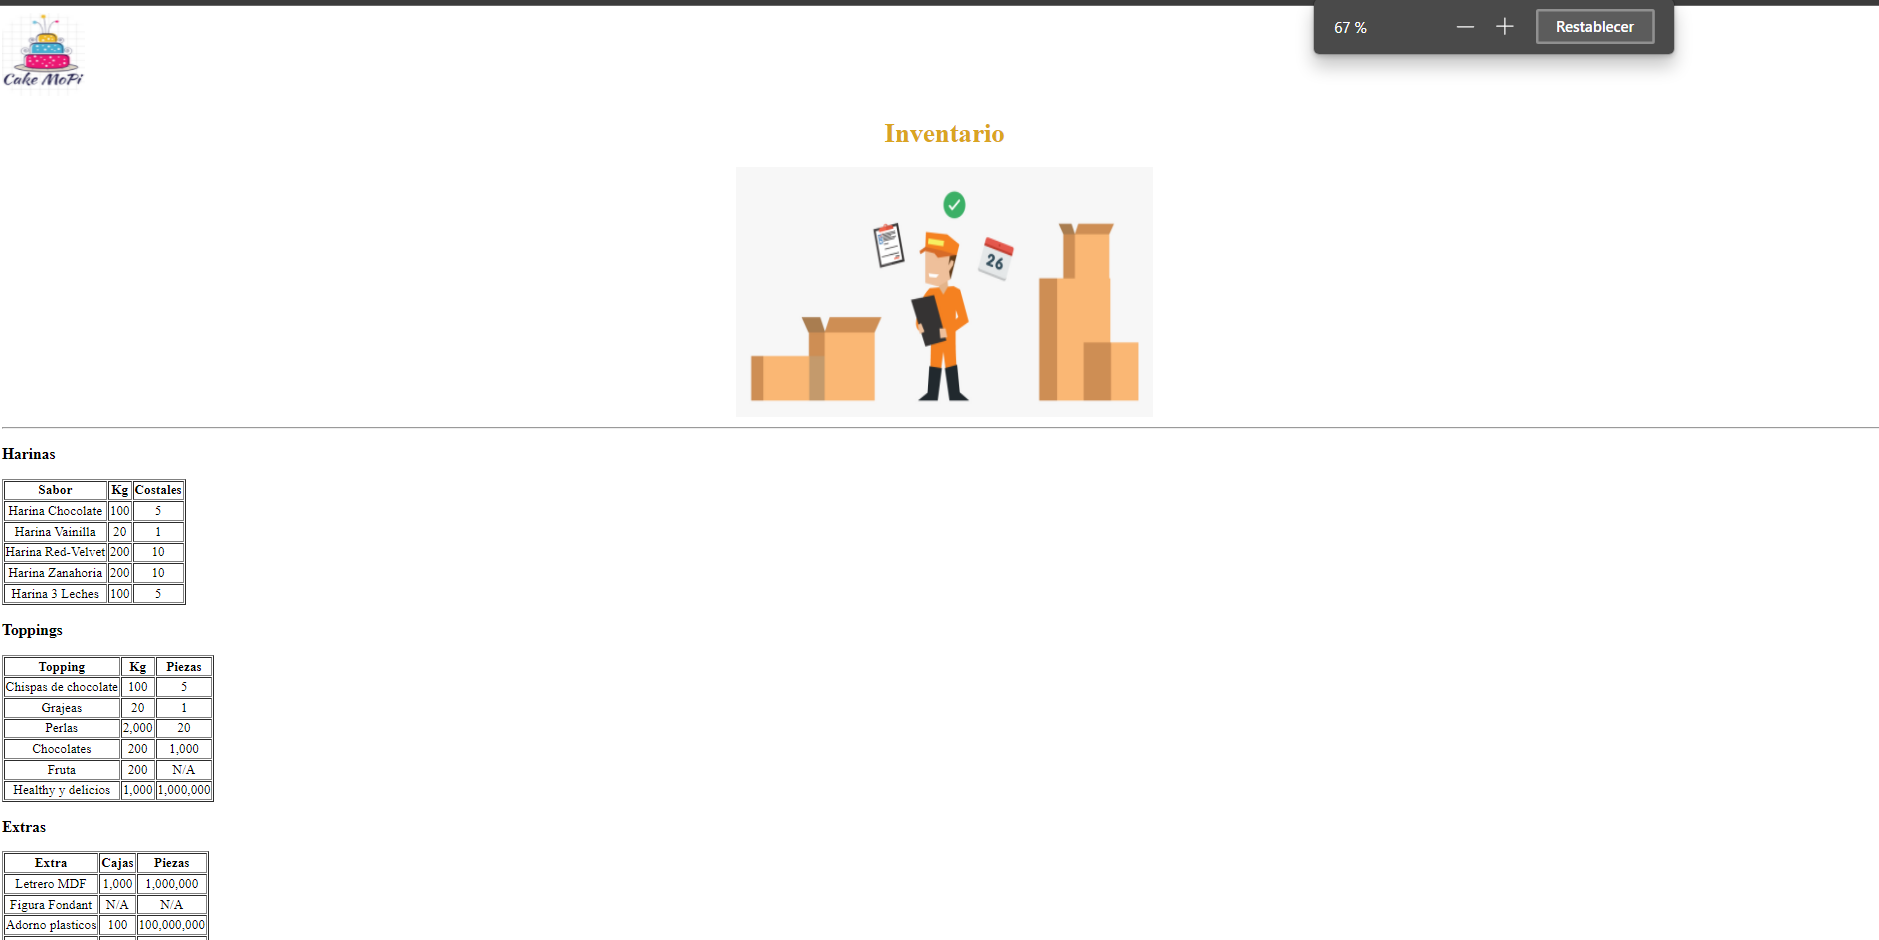 67 %
Restablecer
Cake MoPi
Inventario
26
Harinas
Sabor Kg Costales
Harina Chocolate 100 5
Harina Vainilla 20 1
Harina Red-Velvet 200 10
Harina Zanahoria 200 10
Harina 3 Leches 100 5
Toppings
Topping Kg Piezas
Chispas de chocolate 100 5
Grajeas 20 1
Perlas 2,000 20
Chocolates 200 1,000
Fruta 200 N/A
Healthy y delicios 1,000 1,000,000
Extras
Extra Cajas Piezas
Letrero MDF 1,000 1,000,000
Figura Fondant N/A N/A
Adorno plasticos 100 100,000,000